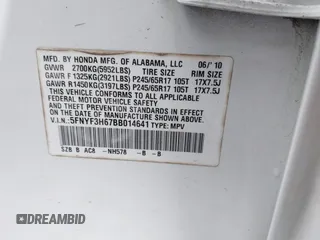 MFD. BY HONDA MFG. OF ALABAMA, LLC 06/'10
GVWR 2700KG(5952LBS) TIRE SIZE RIM SIZE
GAWR F 1325KG(2921LBS) P245/65R17 105T 17X7.5J
GAWR R 1450KG(3197LBS) P245/65R17 105T 17X7.5J
THIS VEHICLE CONFORMS TO ALL APPLICABLE
FEDERAL MOTOR VEHICLE SAFETY, BUMPER AND
THEFT PREVENTION STANDARDS IN EFFECT
ON THE DATE OF MANUFACTURE SHOWN ABOVE.
V.I.N.:5FNYF3H67BB014641 TYPE: MPV
SZB B AC8 -NH578 -B -B
AutoBidMaster.com